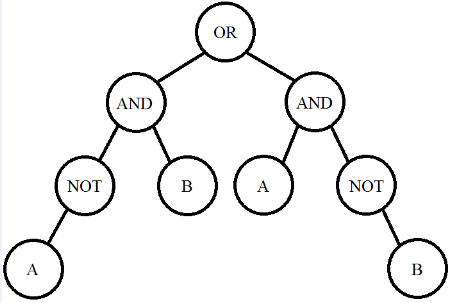 OR
AND AND
NOT B A NOT
A B